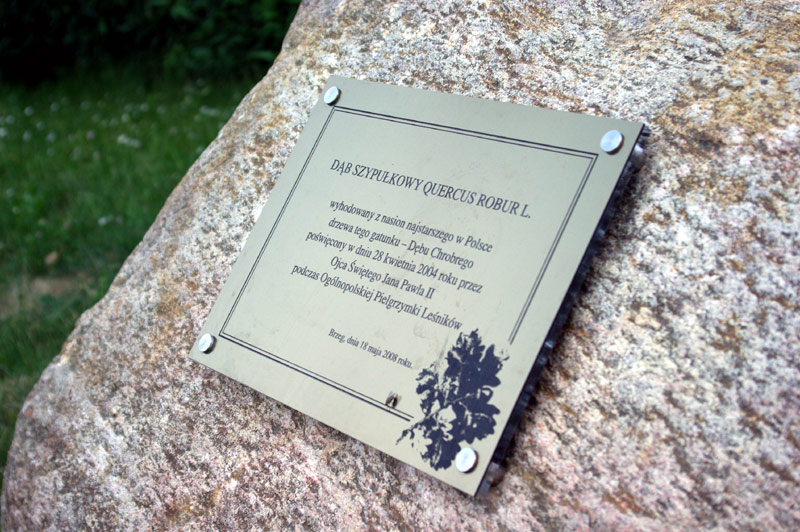 DĄB SZYPUŁKOWY QUERCUS ROBUR L.
wyhodowany z nasion najstarszego w Polsce
drzewa tego gatunku – Dębu Chrobrego
poświęcony w dniu 28 kwietnia 2004 roku przez
Ojca Świętego Jana Pawła II
podczas Ogólnopolskiej Pielgrzymki Leśników
Brzeg, dnia 18 maja 2008 roku.